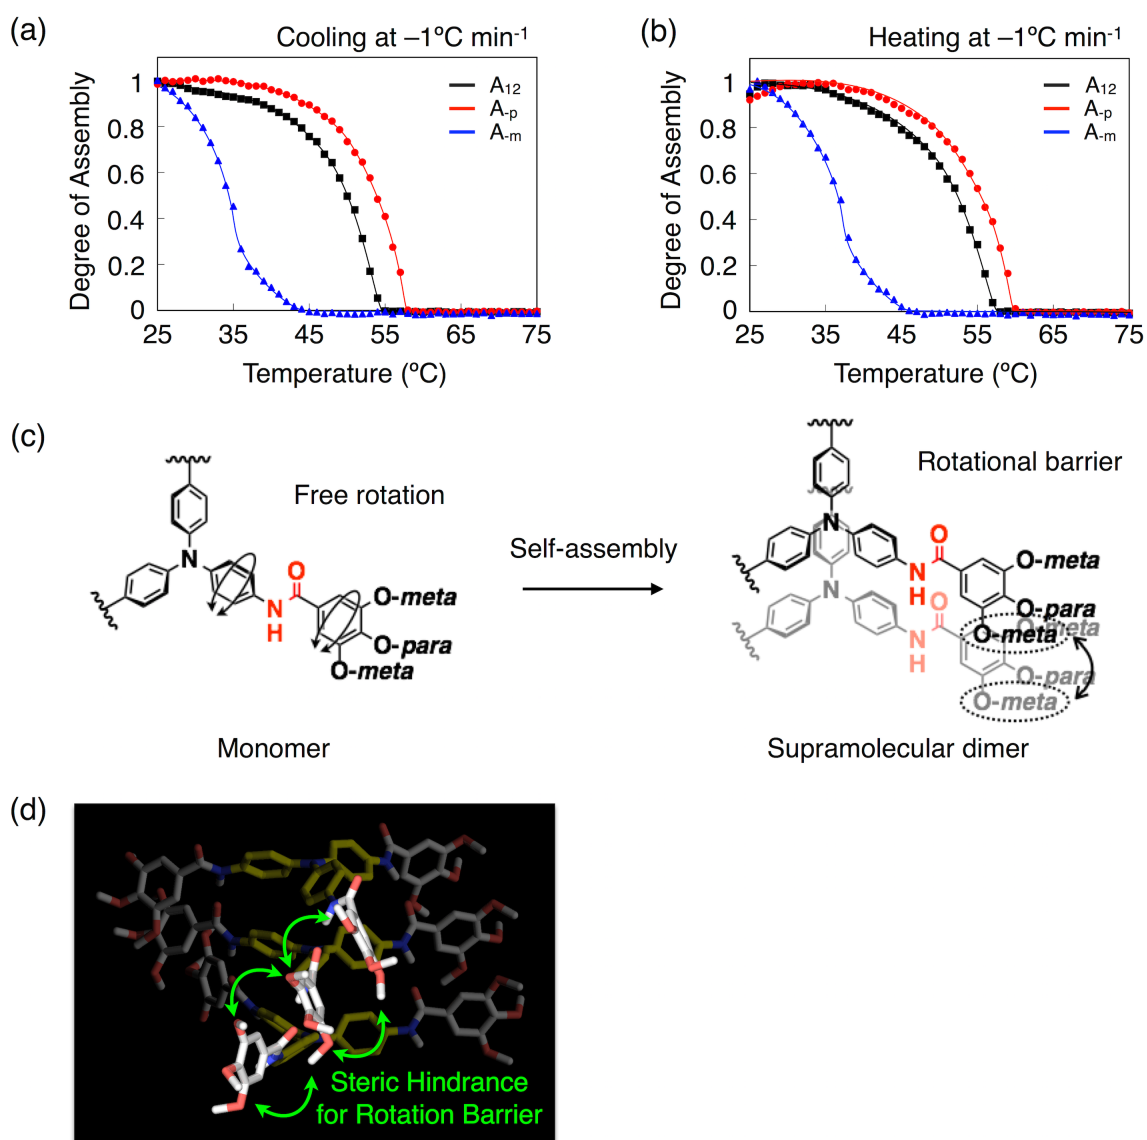 (a)
Cooling at –1ºC min-1
Degree of Assembly
1
0.8
0.6
0.4
0.2
0
25
35
45
55
65
75
Temperature (ºC)
A12
A-p
A-m
(b)
Heating at –1ºC min-1
Degree of Assembly
1
0.8
0.6
0.4
0.2
0
25
35
45
55
65
75
Temperature (ºC)
A12
A-p
A-m
(c)
Free rotation
N
O
N
H
O-meta
O-para
O-meta
Monomer
Self-assembly
Rotational barrier
N
O
N
H
O-meta
O-para
O-meta
N
O
N
H
O-meta
O-para
O-meta
Supramolecular dimer
(d)
Steric Hindrance
for Rotation Barrier